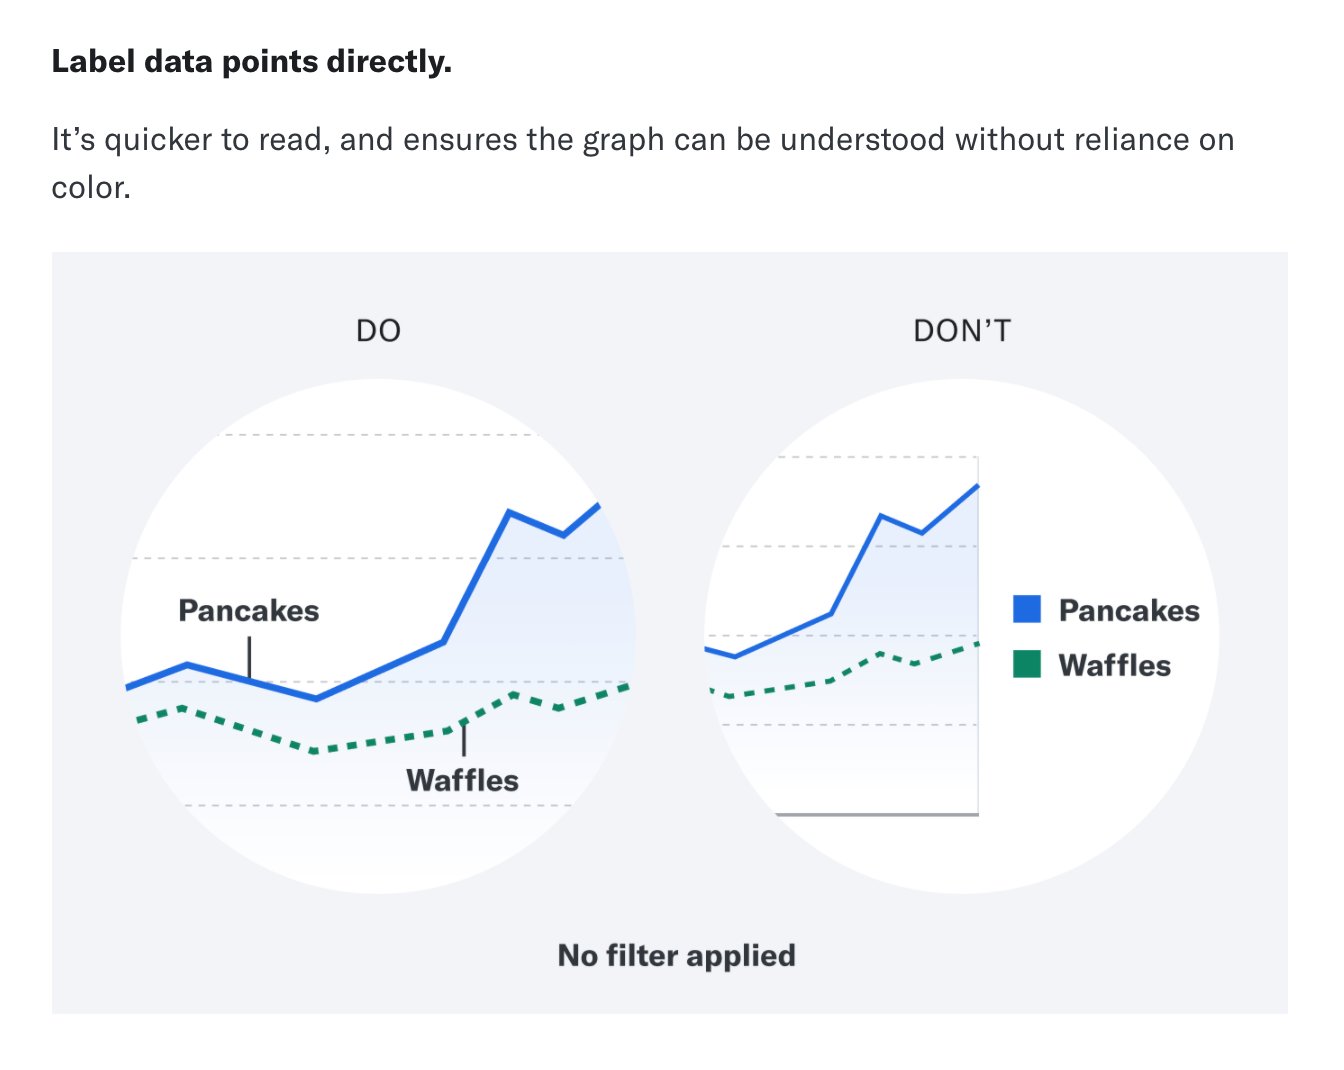 Label data points directly.
It’s quicker to read, and ensures the graph can be understood without reliance on
color.
DO
DON’T
Pancakes
Waffles
Pancakes
Waffles
No filter applied